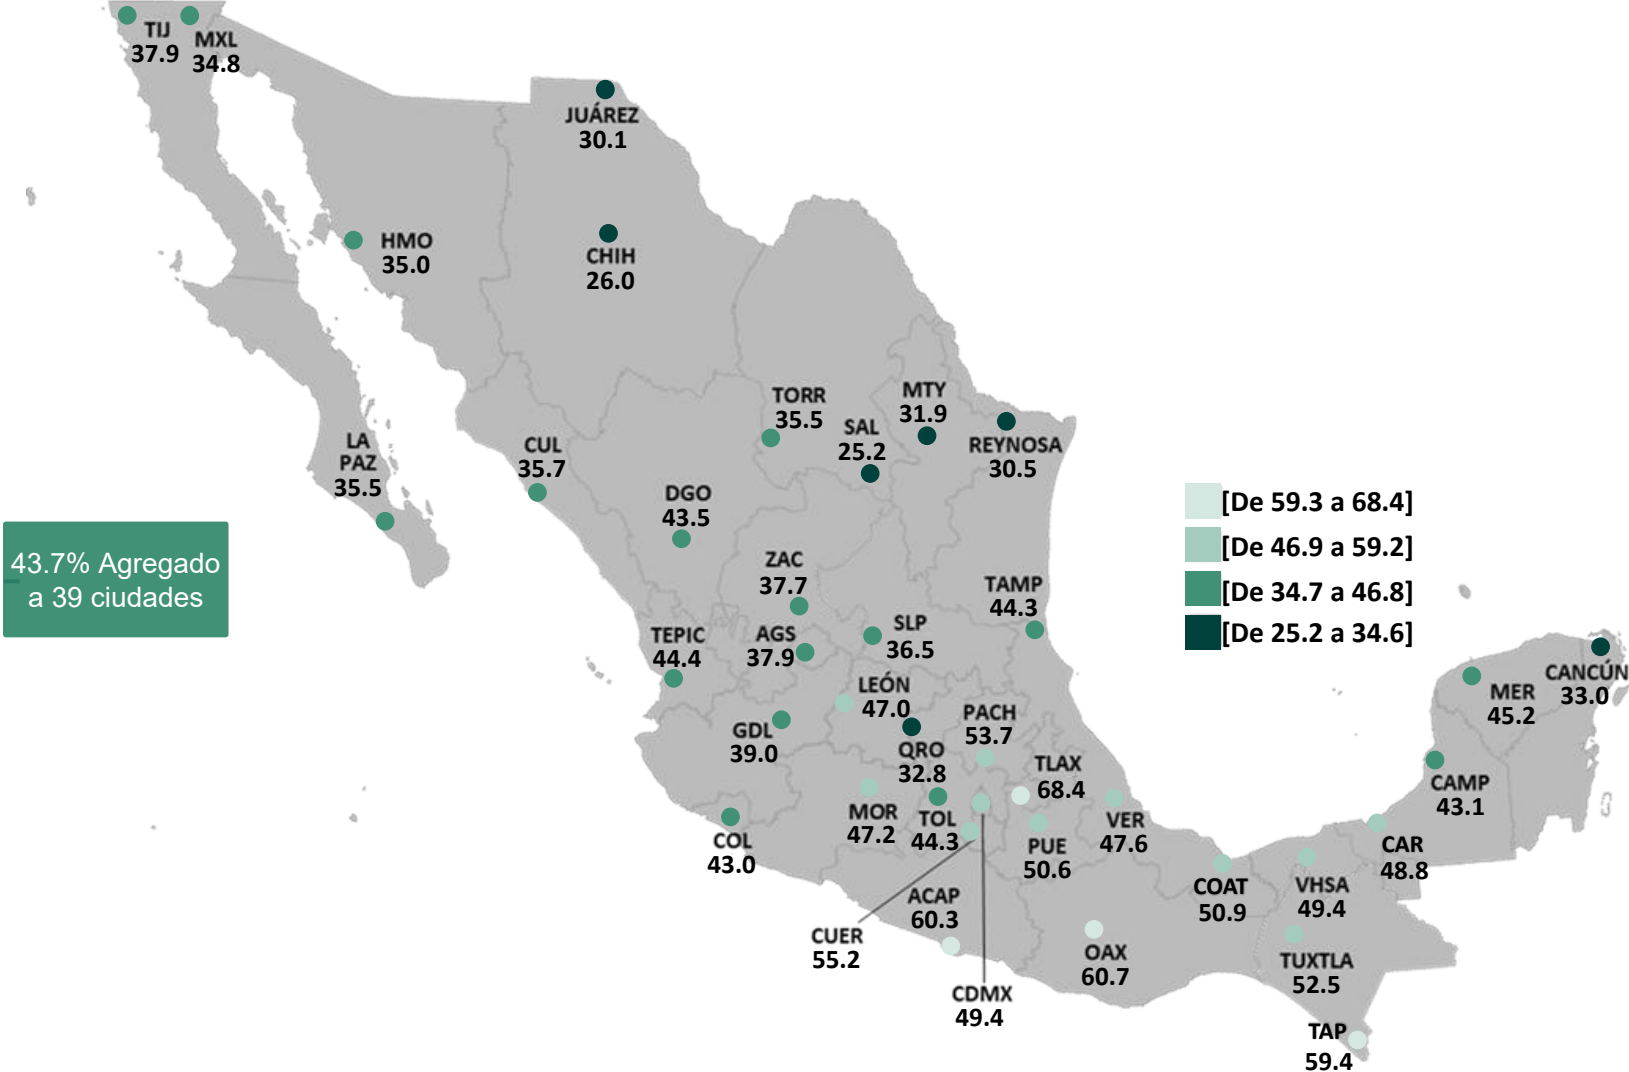 TIJ
37.9
MXL
34.8
JUÁREZ
30.1
HMO
35.0
CHIH
26.0
TORR
35.5
MTY
31.9
SAL
25.2
REYNOSA
30.5
LA
PAZ
35.5
CUL
35.7
DGO
43.5
[De 59.3 a 68.4]
[De 46.9 a 59.2]
[De 34.7 a 46.8]
[De 25.2 a 34.6]
43.7% Agregado
a 39 ciudades
ZAC
37.7
TAMP
44.3
TEPIC
44.4
AGS
37.9
SLP
36.5
LEÓN
47.0
CANCÚN
33.0
MER
45.2
GDL
39.0
QRO
32.8
PACH
53.7
TLAX
68.4
CAMP
43.1
COL
43.0
MOR
47.2
TOL
44.3
PUE
50.6
VER
47.6
CAR
48.8
COAT
50.9
VHSA
49.4
ACAP
60.3
CUER
55.2
OAX
60.7
TUXTLA
52.5
CDMX
49.4
TAP
59.4